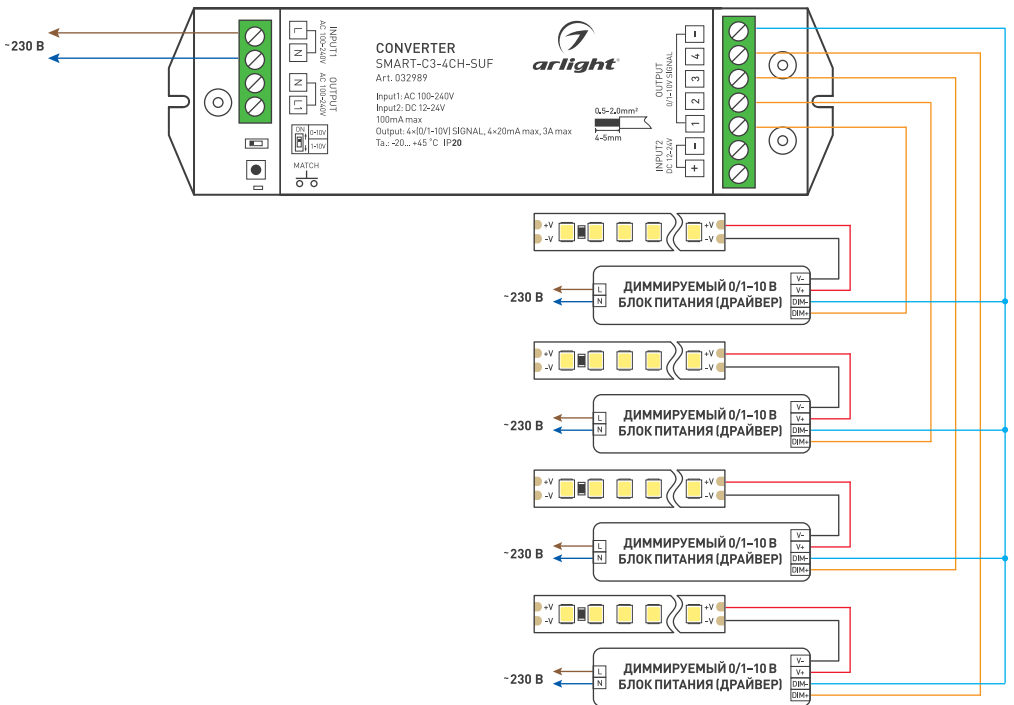 ~230 В
L
N
INPUT1
AC 100-240V
N
L1
OUTPUT
AC 100-240V
ON
0-10V
1-10V
MATCH
CONVERTER
SMART-C3-4CH-SUF
Art. 032989
Input1: AC 100-240V
Input2: DC 12-24V
100mA max
Output: 4×(0/1-10V) SIGNAL, 4×20mA max, 3A max
Ta.: -20... +45 °C IP20
arlight®
0.5-2.0mm²
4-5mm
OUTPUT
0/1-10V SIGNAL
−
4
3
2
1
INPUT2
DC 12-24V
−
+
+V
-V
+V
-V
~230 В
L
N
ДИММИРУЕМЫЙ 0/1–10 В
БЛОК ПИТАНИЯ (ДРАЙВЕР)
V-
V+
DIM-
DIM+
+V
-V
+V
-V
~230 В
L
N
ДИММИРУЕМЫЙ 0/1–10 В
БЛОК ПИТАНИЯ (ДРАЙВЕР)
V-
V+
DIM-
DIM+
+V
-V
+V
-V
~230 В
L
N
ДИММИРУЕМЫЙ 0/1–10 В
БЛОК ПИТАНИЯ (ДРАЙВЕР)
V-
V+
DIM-
DIM+
+V
-V
+V
-V
~230 В
L
N
ДИММИРУЕМЫЙ 0/1–10 В
БЛОК ПИТАНИЯ (ДРАЙВЕР)
V-
V+
DIM-
DIM+